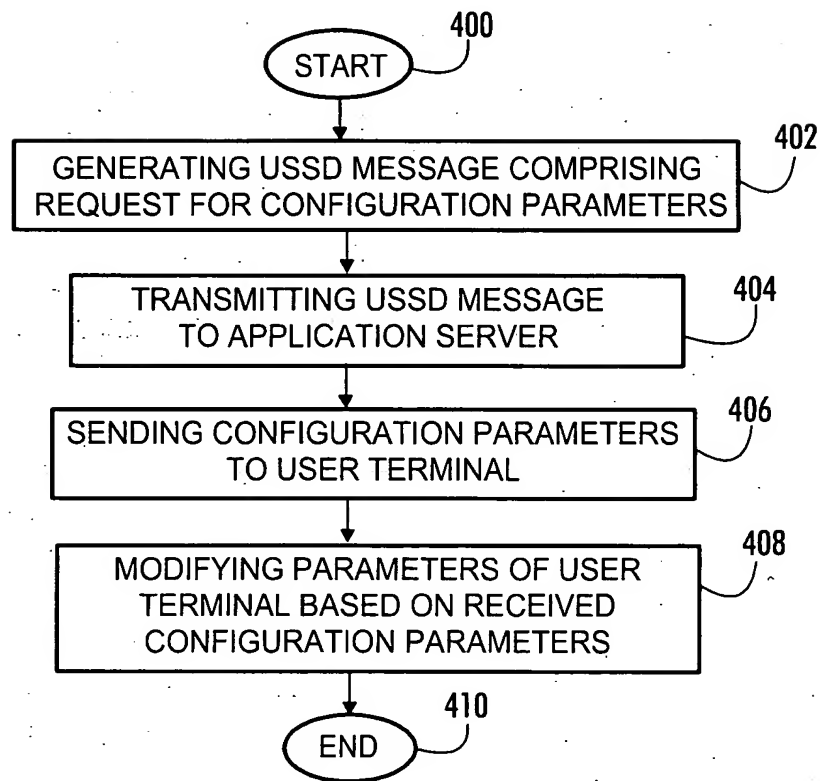 400
START
402
GENERATING USSD MESSAGE COMPRISING
REQUEST FOR CONFIGURATION PARAMETERS
404
TRANSMITTING USSD MESSAGE
TO APPLICATION SERVER
406
SENDING CONFIGURATION PARAMETERS
TO USER TERMINAL
408
MODIFYING PARAMETERS OF USER
TERMINAL BASED ON RECEIVED
CONFIGURATION PARAMETERS
410
END